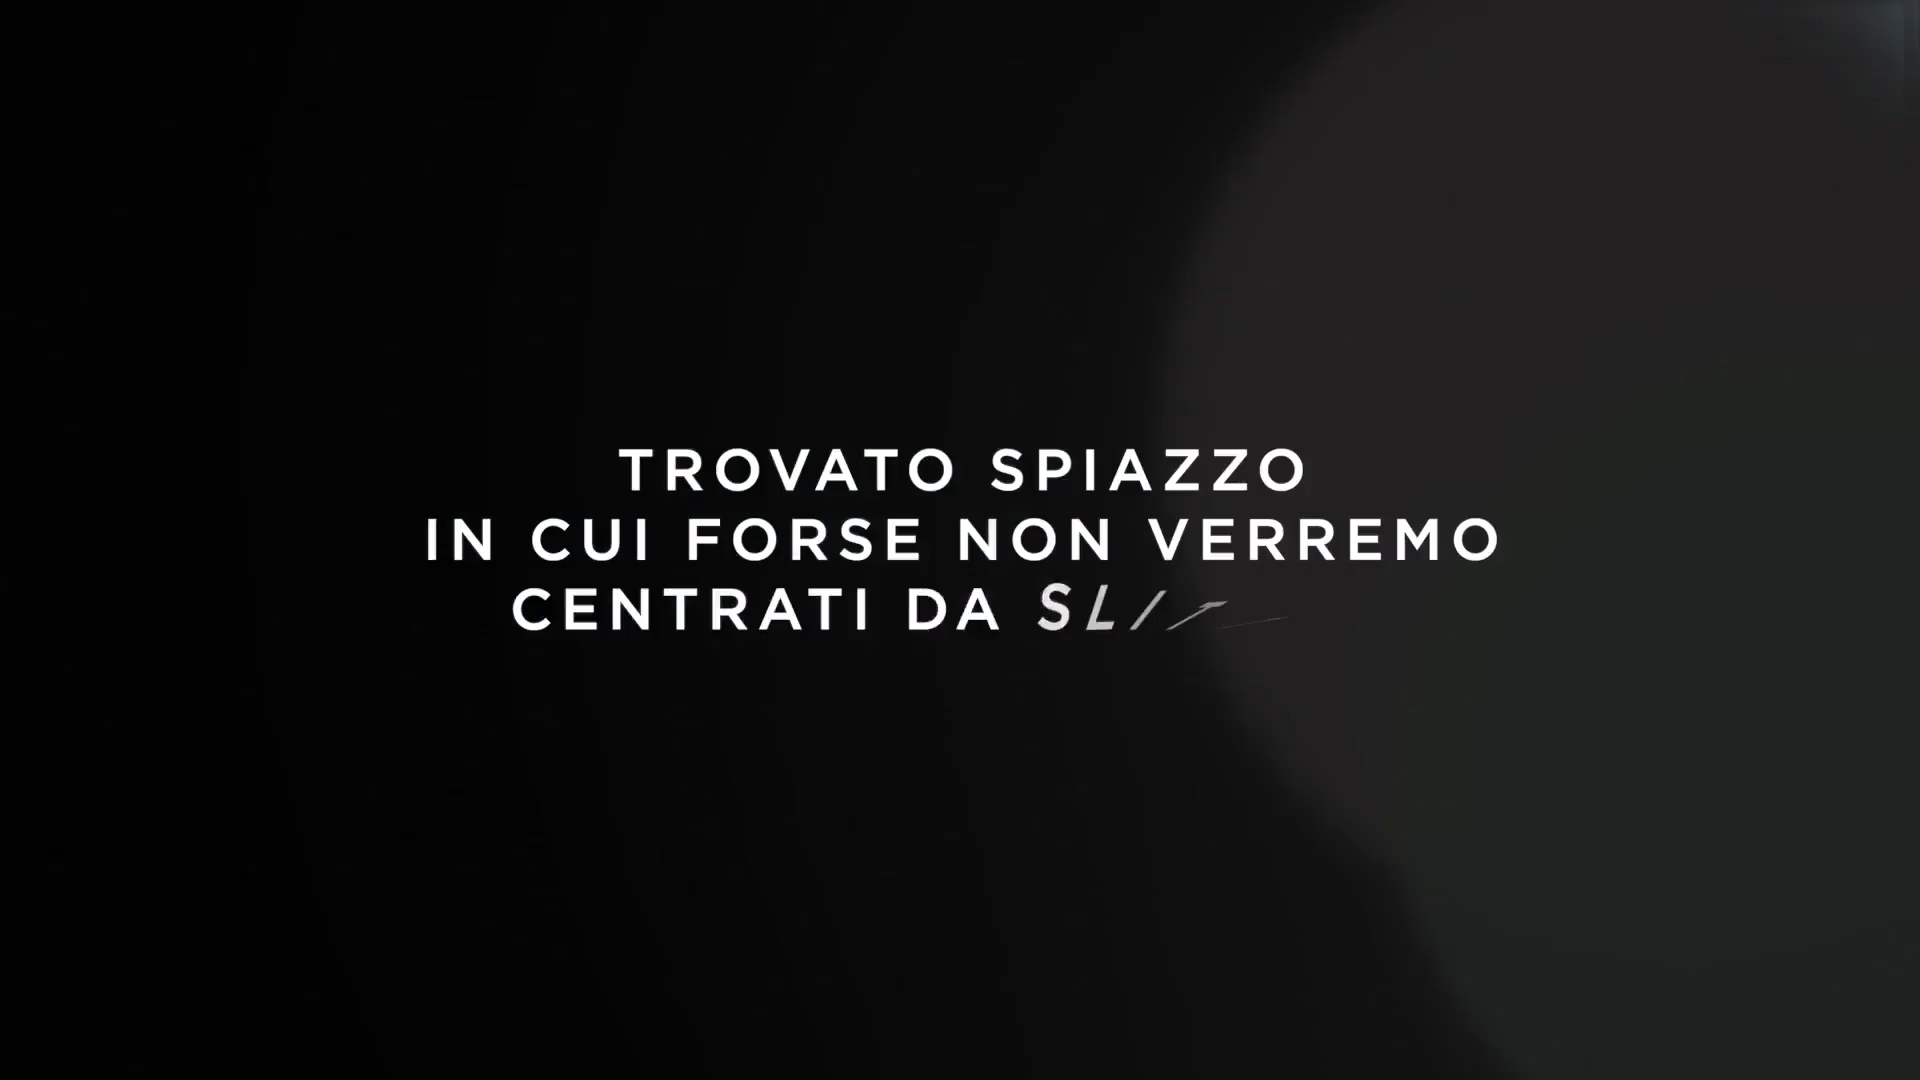 TROVATO SPIAZZO
IN CUI FORSE NON VERREMO
CENTRATI DA